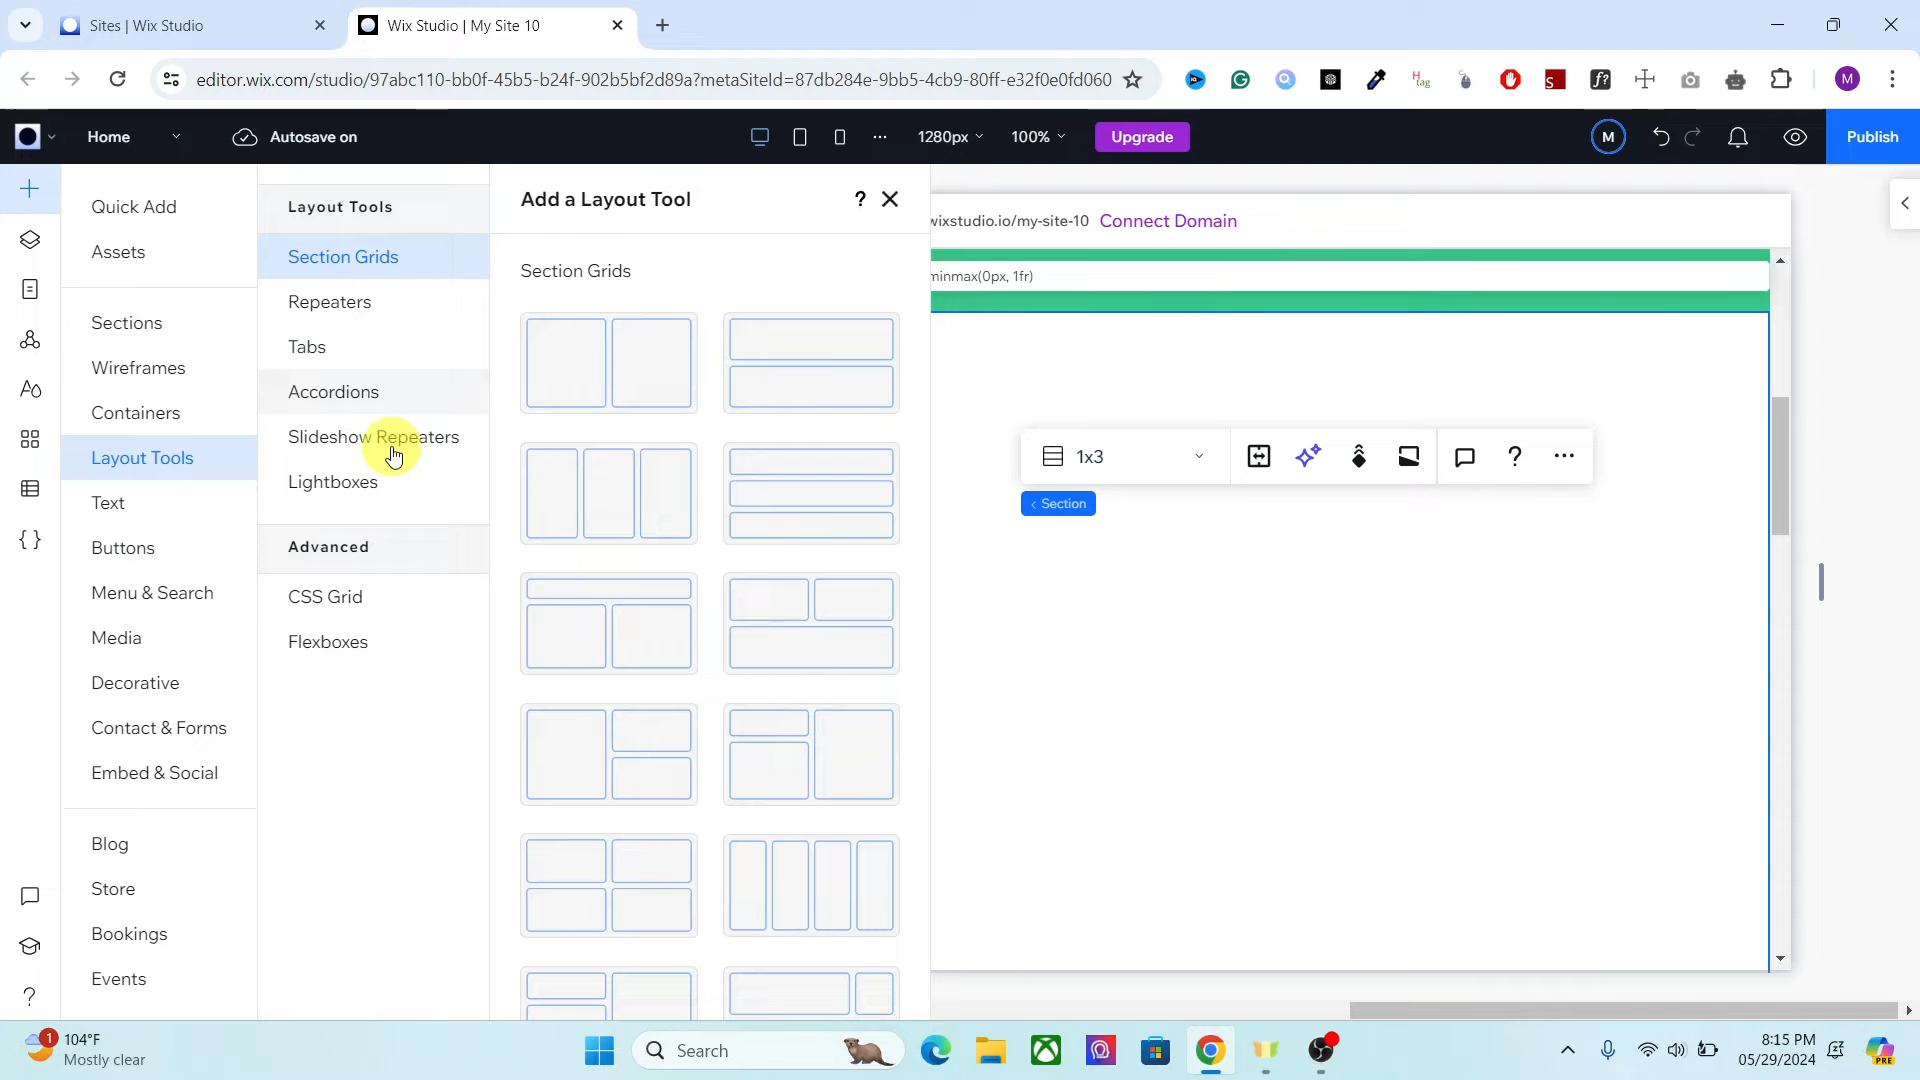 Sites | Wix Studio
Wix Studio | My Site 10
editor.wix.com/studio/97abc110-bb0f-45b5-b24f-902b5bf2d89a?metaSiteId=87db284e-9bb5-4cb9-80ff-e32f0e0fd060
H
tag
f?
M
Home
Autosave on
1280px
100%
Upgrade
M
Publish
Quick Add
Assets
Sections
Wireframes
Containers
Layout Tools
Text
Buttons
Menu & Search
Media
Decorative
Contact & Forms
Embed & Social
Blog
Store
Bookings
Events
Layout Tools
Section Grids
Repeaters
Tabs
Accordions
Slideshow Repeaters
Lightboxes
Advanced
CSS Grid
Flexboxes
Add a Layout Tool
?
Section Grids
wixstudio.io/my-site-10 Connect Domain
minmax(0px, 1fr)
1x3
?
< Section
?
1
104°F
Mostly clear
Search
8:15 PM
05/29/2024
PRE